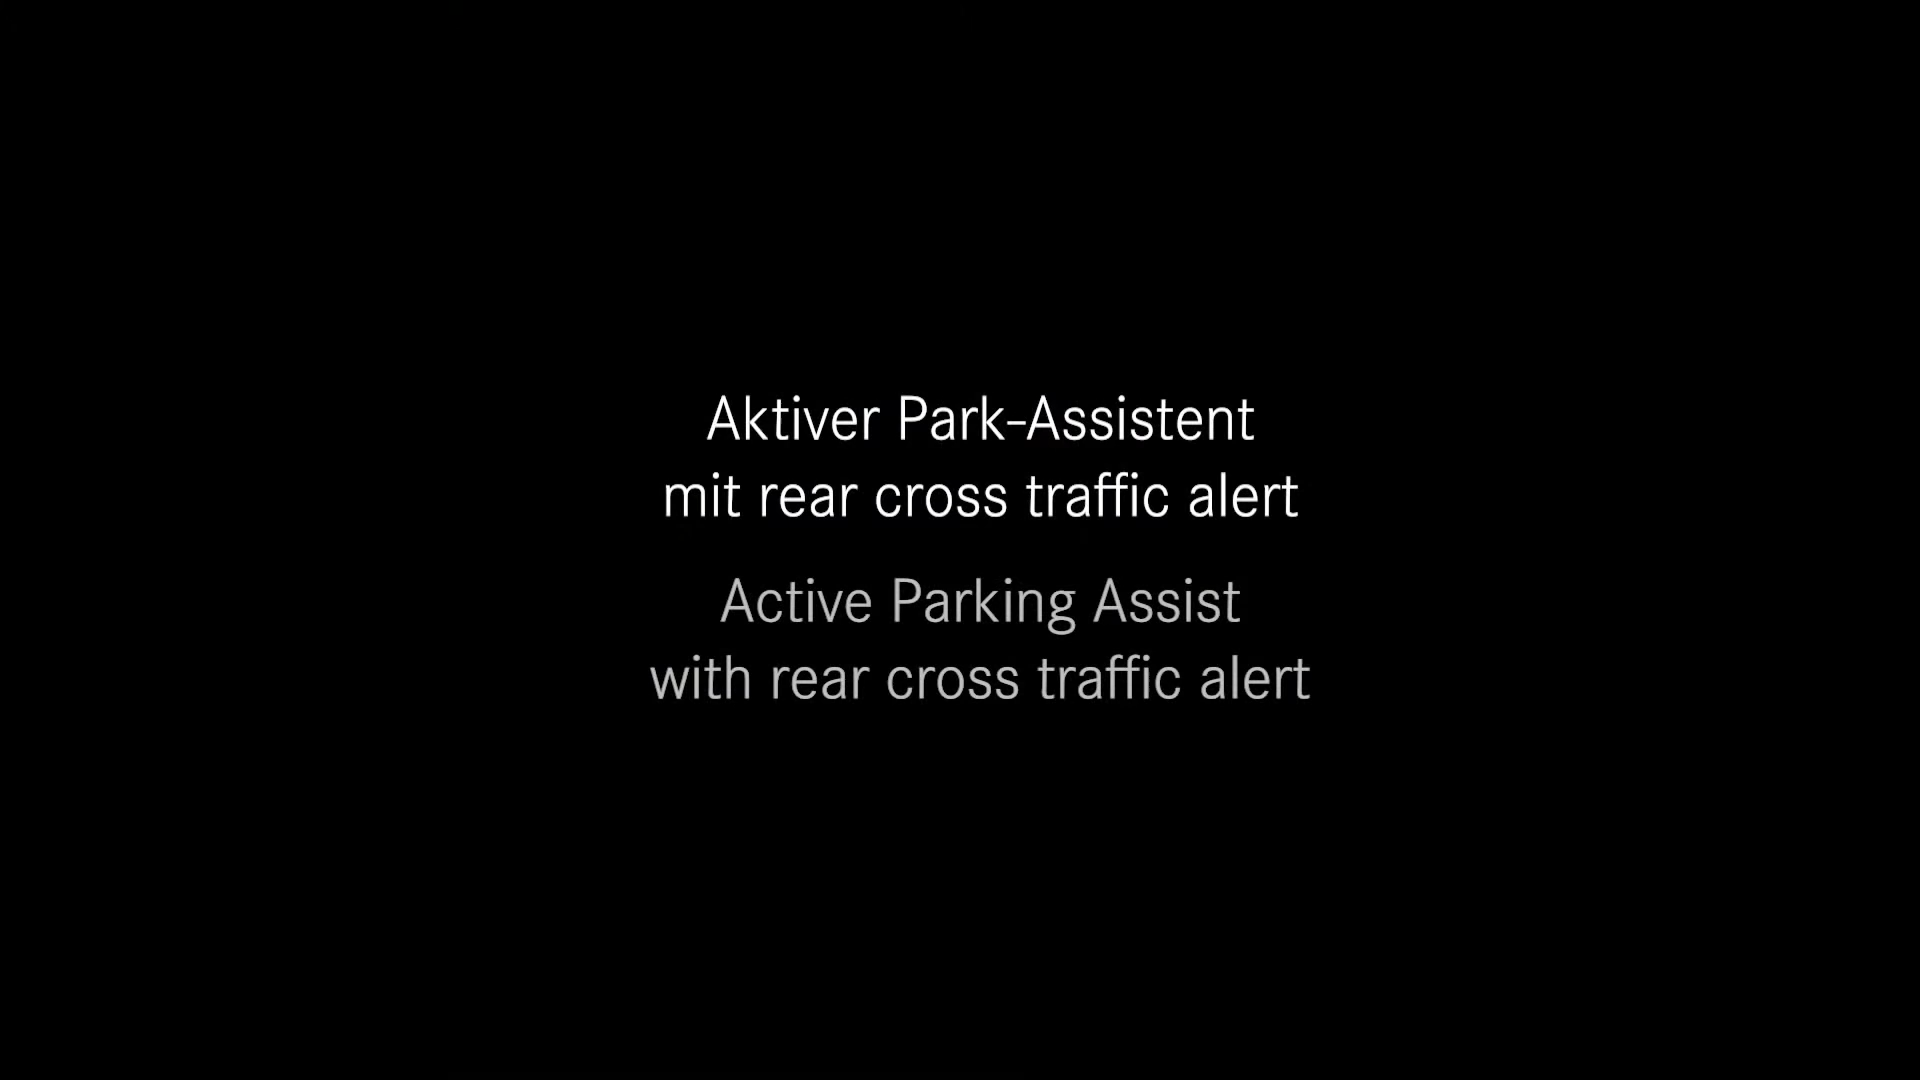 Aktiver Park-Assistent
mit rear cross traffic alert
Active Parking Assist
with rear cross traffic alert